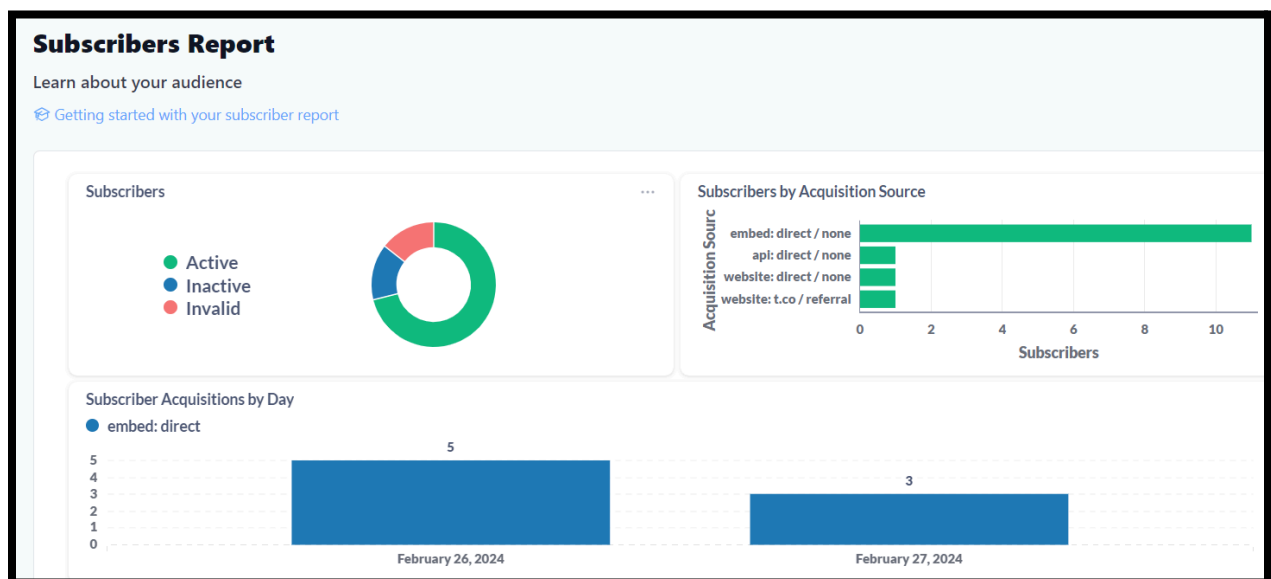 Subscribers Report
Learn about your audience
Getting started with your subscriber report
Subscribers
...
Active
Inactive
Invalid
Subscribers by Acquisition Source
Acquisition Sourc
embed: direct / none
api: direct / none
website: direct / none
website: t.co / referral
0 2 4 6 8 10
Subscribers
Subscriber Acquisitions by Day
embed: direct
5
4
3
2
1
0
5
3
February 26, 2024
February 27, 2024